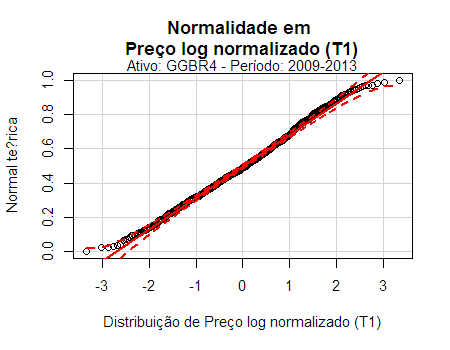 Normalidade em
Preço log normalizado (T1)
Ativo: GGBR4 - Período: 2009-2013
Normal te?rica
1.0
0.8
0.6
0.4
0.2
0.0
-3 -2 -1 0 1 2 3
Distribuição de Preço log normalizado (T1)